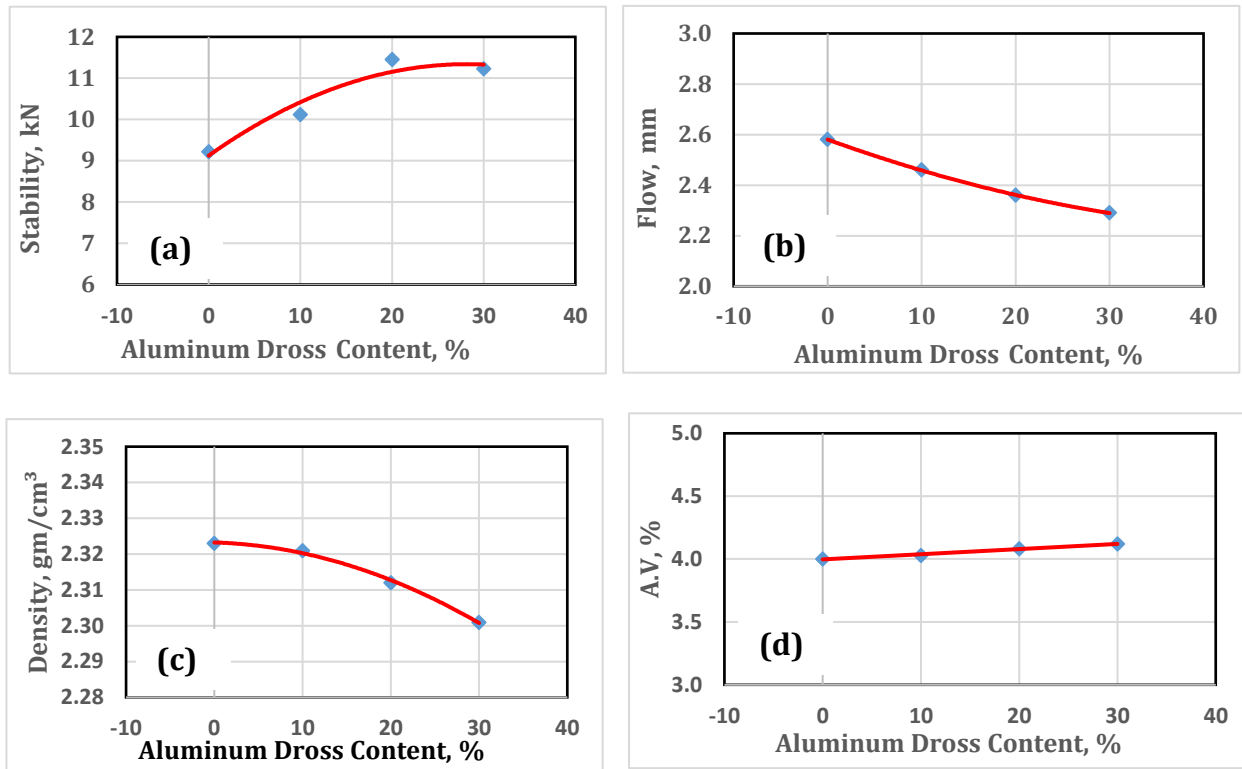 12
11
10
9
8
7
6
Stability, kN
(a)
-10 0 10 20 30 40
Aluminum Dross Content, %
3.0
2.8
2.6
2.4
2.2
2.0
Flow, mm
(b)
-10 0 10 20 30 40
Aluminum Dross Content, %
2.35
2.34
2.33
2.32
2.31
2.30
2.29
2.28
Density, gm/cm³
(c)
-10 0 10 20 30 40
Aluminum Dross Content, %
5.0
4.5
4.0
3.5
3.0
A.V, %
(d)
-10 0 10 20 30 40
Aluminum Dross Content, %